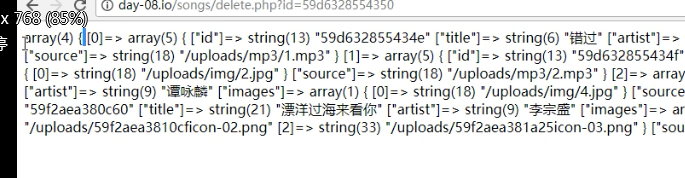 day-08.io/songs/delete.php?id=59d6328554350
x 768 (85%)
array(4) { [0]=> array(5) { ["id"]=> string(13) "59d632855434e" ["title"]=> string(6) "错过" ["artist"]=>
停
["source"]=> string(18) "/uploads/mp3/1.mp3" } [1]=> array(5) { ["id"]=> string(13) "59d632855434f"
{ [0]=> string(18) "/uploads/img/2.jpg" } ["source"]=> string(18) "/uploads/mp3/2.mp3" } [2]=> array
["artist"]=> string(9) "谭咏麟" ["images"]=> array(1) { [0]=> string(18) "/uploads/img/4.jpg" } ["source
"59f2aea380c60" ["title"]=> string(21) "漂洋过海来看你" ["artist"]=> string(9) "李宗盛" ["images"]=> arr
"/uploads/59f2aea3810cficon-02.png" [2]=> string(33) "/uploads/59f2aea381a25icon-03.png" } ["sou